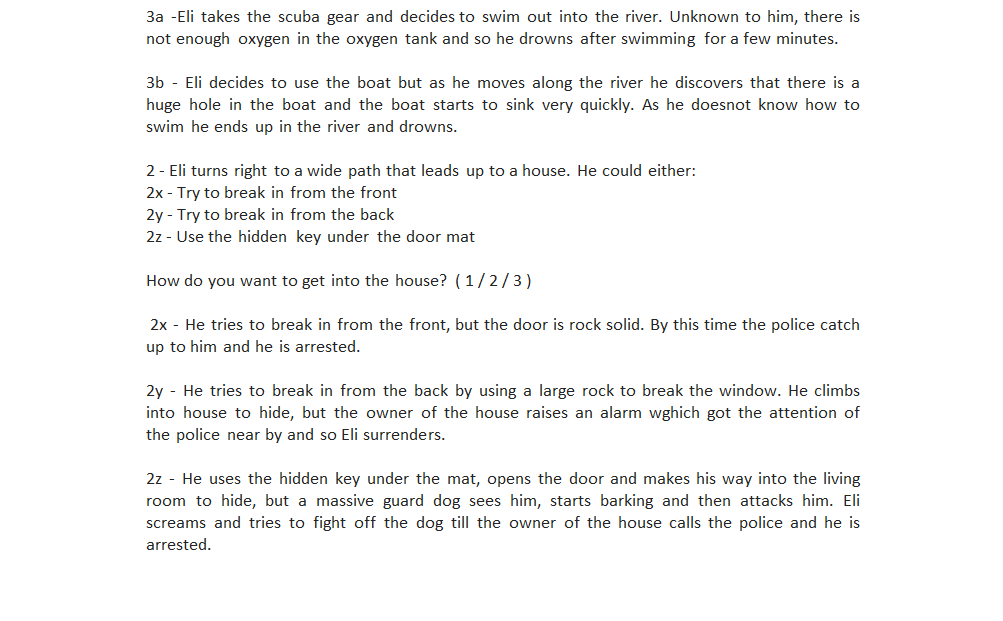 3a -Eli takes the scuba gear and decides to swim out into the river. Unknown to him, there is
not enough oxygen in the oxygen tank and so he drowns after swimming for a few minutes.
3b - Eli decides to use the boat but as he moves along the river he discovers that there is a
huge hole in the boat and the boat starts to sink very quickly. As he doesnot know how to
swim he ends up in the river and drowns.
2 - Eli turns right to a wide path that leads up to a house. He could either:
2x - Try to break in from the front
2y - Try to break in from the back
2z - Use the hidden key under the door mat
How do you want to get into the house? ( 1 / 2 / 3 )
2x - He tries to break in from the front, but the door is rock solid. By this time the police catch
up to him and he is arrested.
2y - He tries to break in from the back by using a large rock to break the window. He climbs
into house to hide, but the owner of the house raises an alarm wghich got the attention of
the police near by and so Eli surrenders.
2z - He uses the hidden key under the mat, opens the door and makes his way into the living
room to hide, but a massive guard dog sees him, starts barking and then attacks him. Eli
screams and tries to fight off the dog till the owner of the house calls the police and he is
arrested.